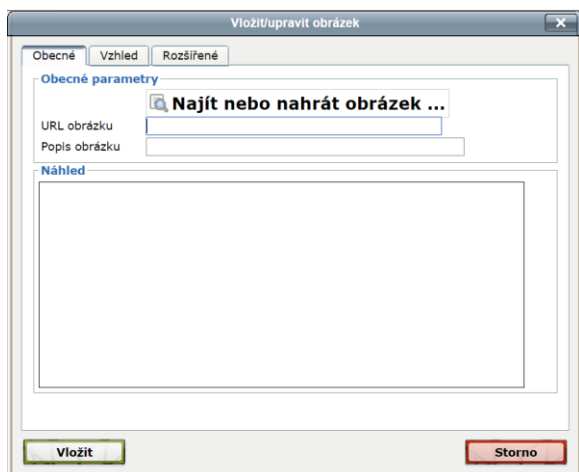 Vložit/upravit obrázek
Obecné Vzhled Rozšířené
Obecné parametry
Najít nebo nahrát obrázek ...
URL obrázku
Popis obrázku
Náhled
Vložit Storno